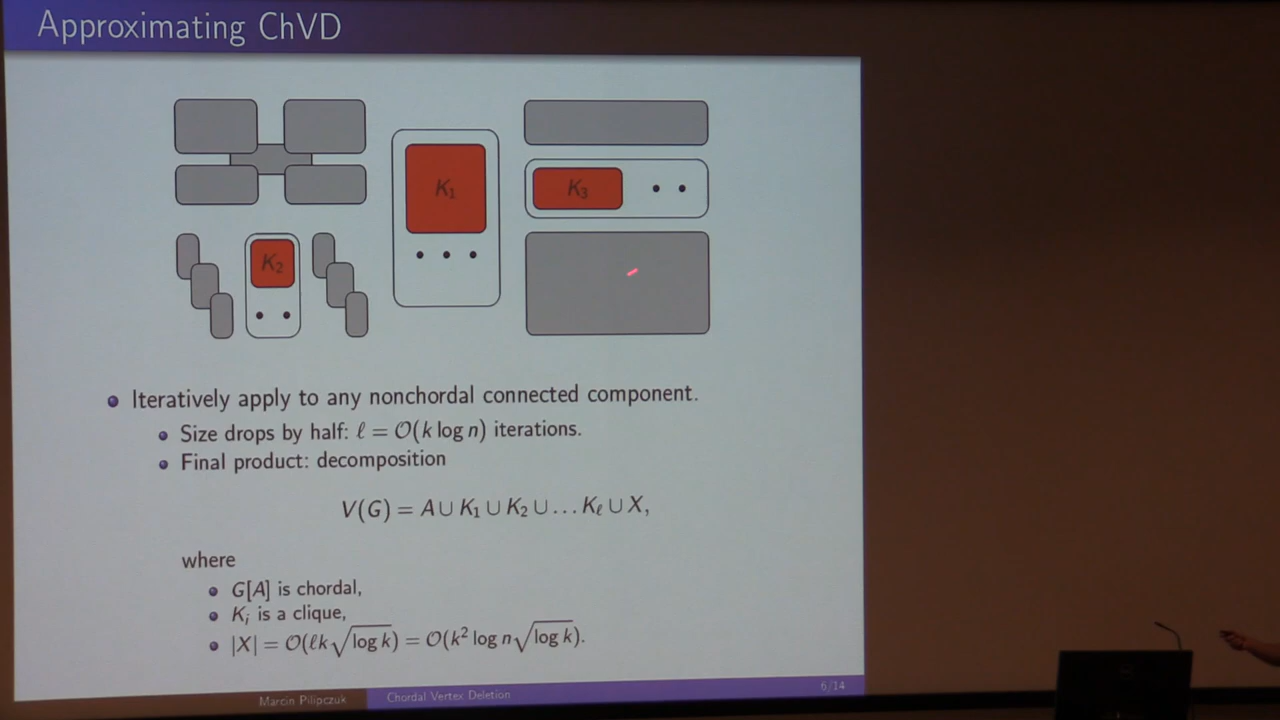 Approximating ChVD
K₁
K₃
K₂
Iteratively apply to any nonchordal connected component.
Size drops by half: ℓ = O(k log n) iterations.
Final product: decomposition
V(G) = A ∪ K₁ ∪ K₂ ∪ … Kℓ ∪ X,
where
G[A] is chordal,
Kᵢ is a clique,
|X| = O(ℓk√log k) = O(k² log n√log k).
Marcin Pilipczuk
Chordal Vertex Deletion
6/14